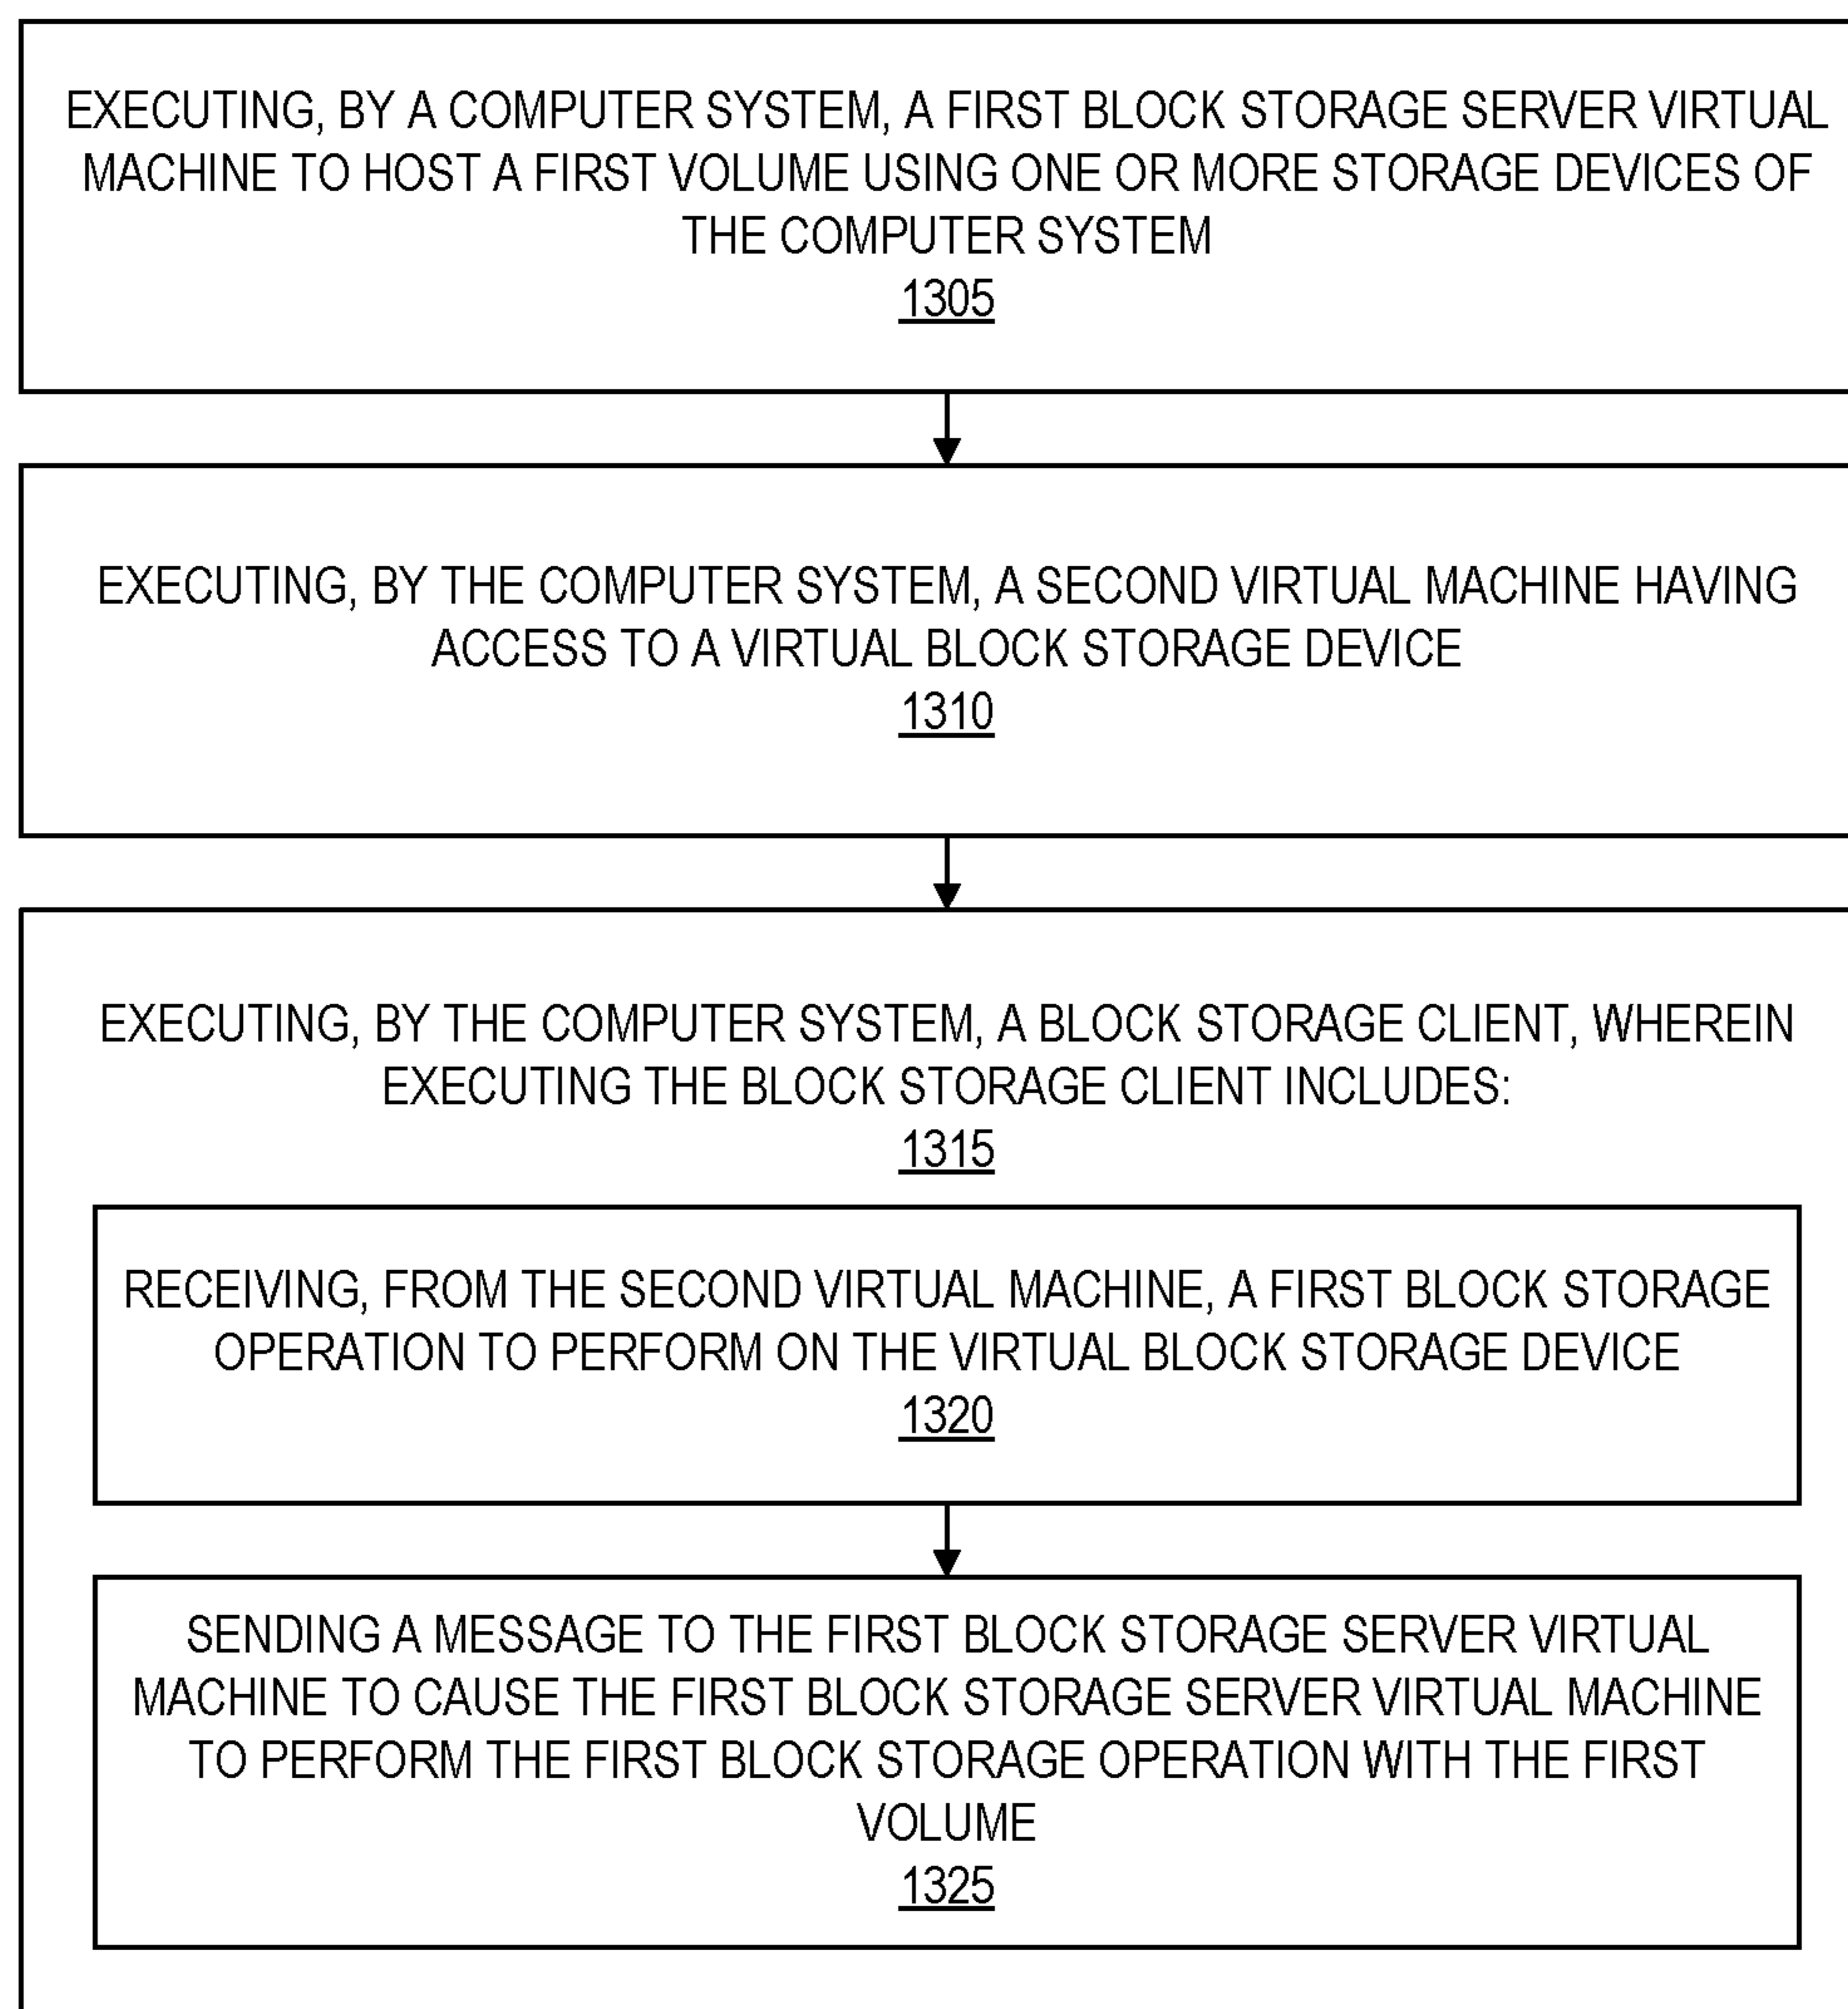 EXECUTING, BY A COMPUTER SYSTEM, A FIRST BLOCK STORAGE SERVER VIRTUAL
MACHINE TO HOST A FIRST VOLUME USING ONE OR MORE STORAGE DEVICES OF
THE COMPUTER SYSTEM
1305
EXECUTING, BY THE COMPUTER SYSTEM, A SECOND VIRTUAL MACHINE HAVING
ACCESS TO A VIRTUAL BLOCK STORAGE DEVICE
1310
EXECUTING, BY THE COMPUTER SYSTEM, A BLOCK STORAGE CLIENT, WHEREIN
EXECUTING THE BLOCK STORAGE CLIENT INCLUDES:
1315
RECEIVING, FROM THE SECOND VIRTUAL MACHINE, A FIRST BLOCK STORAGE
OPERATION TO PERFORM ON THE VIRTUAL BLOCK STORAGE DEVICE
1320
SENDING A MESSAGE TO THE FIRST BLOCK STORAGE SERVER VIRTUAL
MACHINE TO CAUSE THE FIRST BLOCK STORAGE SERVER VIRTUAL MACHINE
TO PERFORM THE FIRST BLOCK STORAGE OPERATION WITH THE FIRST
VOLUME
1325